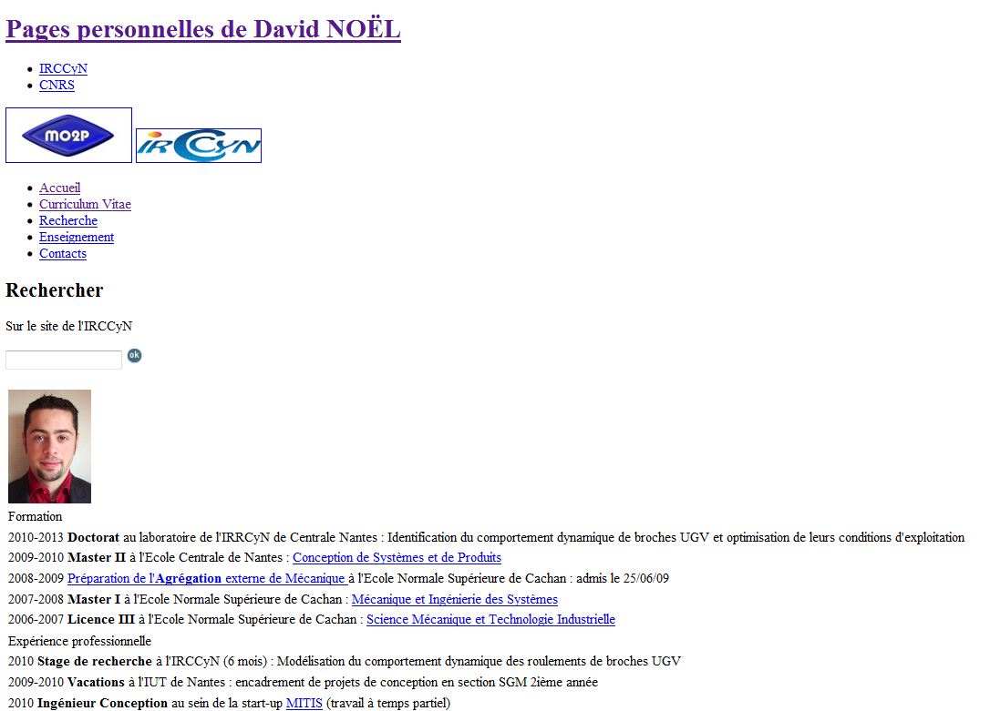 Pages personnelles de David NOËL
IRCCyN
CNRS
MO2P
IRCCYN
Accueil
Curriculum Vitae
Recherche
Enseignement
Contacts
Rechercher
Sur le site de l'IRCCyN
ok
Formation
2010-2013 Doctorat au laboratoire de l'IRRCyN de Centrale Nantes : Identification du comportement dynamique de broches UGV et optimisation de leurs conditions d'exploitation
2009-2010 Master II à l'Ecole Centrale de Nantes : Conception de Systèmes et de Produits
2008-2009 Préparation de l'Agrégation externe de Mécanique à l'Ecole Normale Supérieure de Cachan : admis le 25/06/09
2007-2008 Master I à l'Ecole Normale Supérieure de Cachan : Mécanique et Ingénierie des Systèmes
2006-2007 Licence III à l'Ecole Normale Supérieure de Cachan : Science Mécanique et Technologie Industrielle
Expérience professionnelle
2010 Stage de recherche à l'IRCCyN (6 mois) : Modélisation du comportement dynamique des roulements de broches UGV
2009-2010 Vacations à l'IUT de Nantes : encadrement de projets de conception en section SGM 2ième année
2010 Ingénieur Conception au sein de la start-up MITIS (travail à temps partiel)